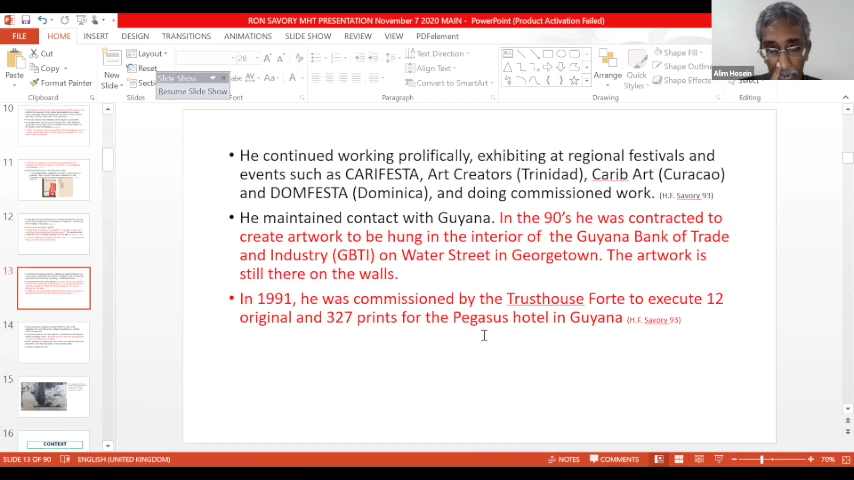 RON SAVORY MHT PRESENTATION November 7 2020 MAIN - PowerPoint (Product Activation Failed)
FILE HOME INSERT DESIGN TRANSITIONS ANIMATIONS SLIDE SHOW REVIEW VIEW PDFelement
Cut
Copy
Format Painter
Paste
Clipboard
New Slide
Layout
Reset
Slides
Slide Show
Resume Slide Show
28
Font
Text Direction
Align Text
Convert to SmartArt
Paragraph
Arrange
Quick Styles
Shape Fill
Shape Effects
Drawing
Editing
Alim Hosein
10
11
12
13
14
15
16
CONTEXT
• He continued working prolifically, exhibiting at regional festivals and
events such as CARIFESTA, Art Creators (Trinidad), Carib Art (Curacao)
and DOMFESTA (Dominica), and doing commissioned work. (H.F. Savory 93)
• He maintained contact with Guyana. In the 90's he was contracted to
create artwork to be hung in the interior of the Guyana Bank of Trade
and Industry (GBTI) on Water Street in Georgetown. The artwork is
still there on the walls.
• In 1991, he was commissioned by the Trusthouse Forte to execute 12
original and 327 prints for the Pegasus hotel in Guyana (H.F. Savory 93)
SLIDE 13 OF 90 ENGLISH (UNITED KINGDOM) NOTES COMMENTS 70%